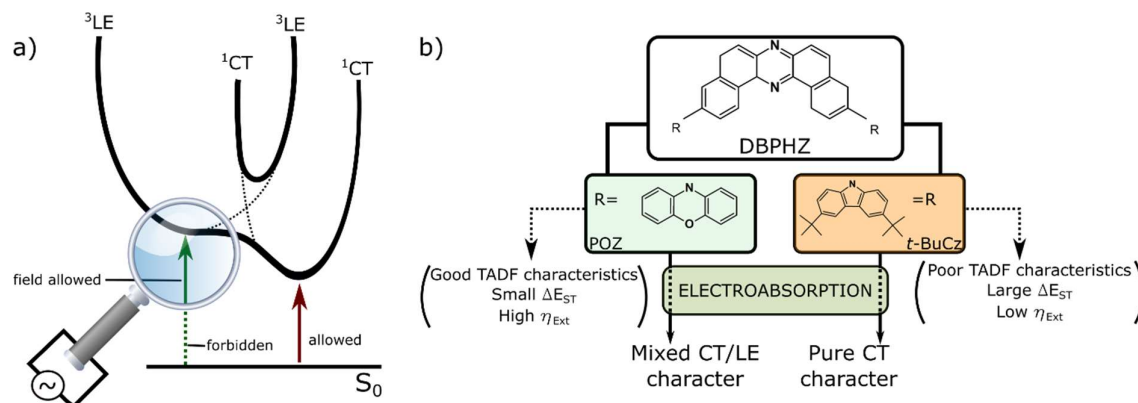 a)
³LE
³LE
¹CT
¹CT
field allowed
forbidden
allowed
S₀
b)
N
N
R
R
DBPHZ
R=
N
O
POZ
N
=R
t-BuCz
Good TADF characteristics
Small ΔE_ST
High η_Ext
ELECTROABSORPTION
Poor TADF characteristics
Large ΔE_ST
Low η_Ext
Mixed CT/LE
character
Pure CT
character